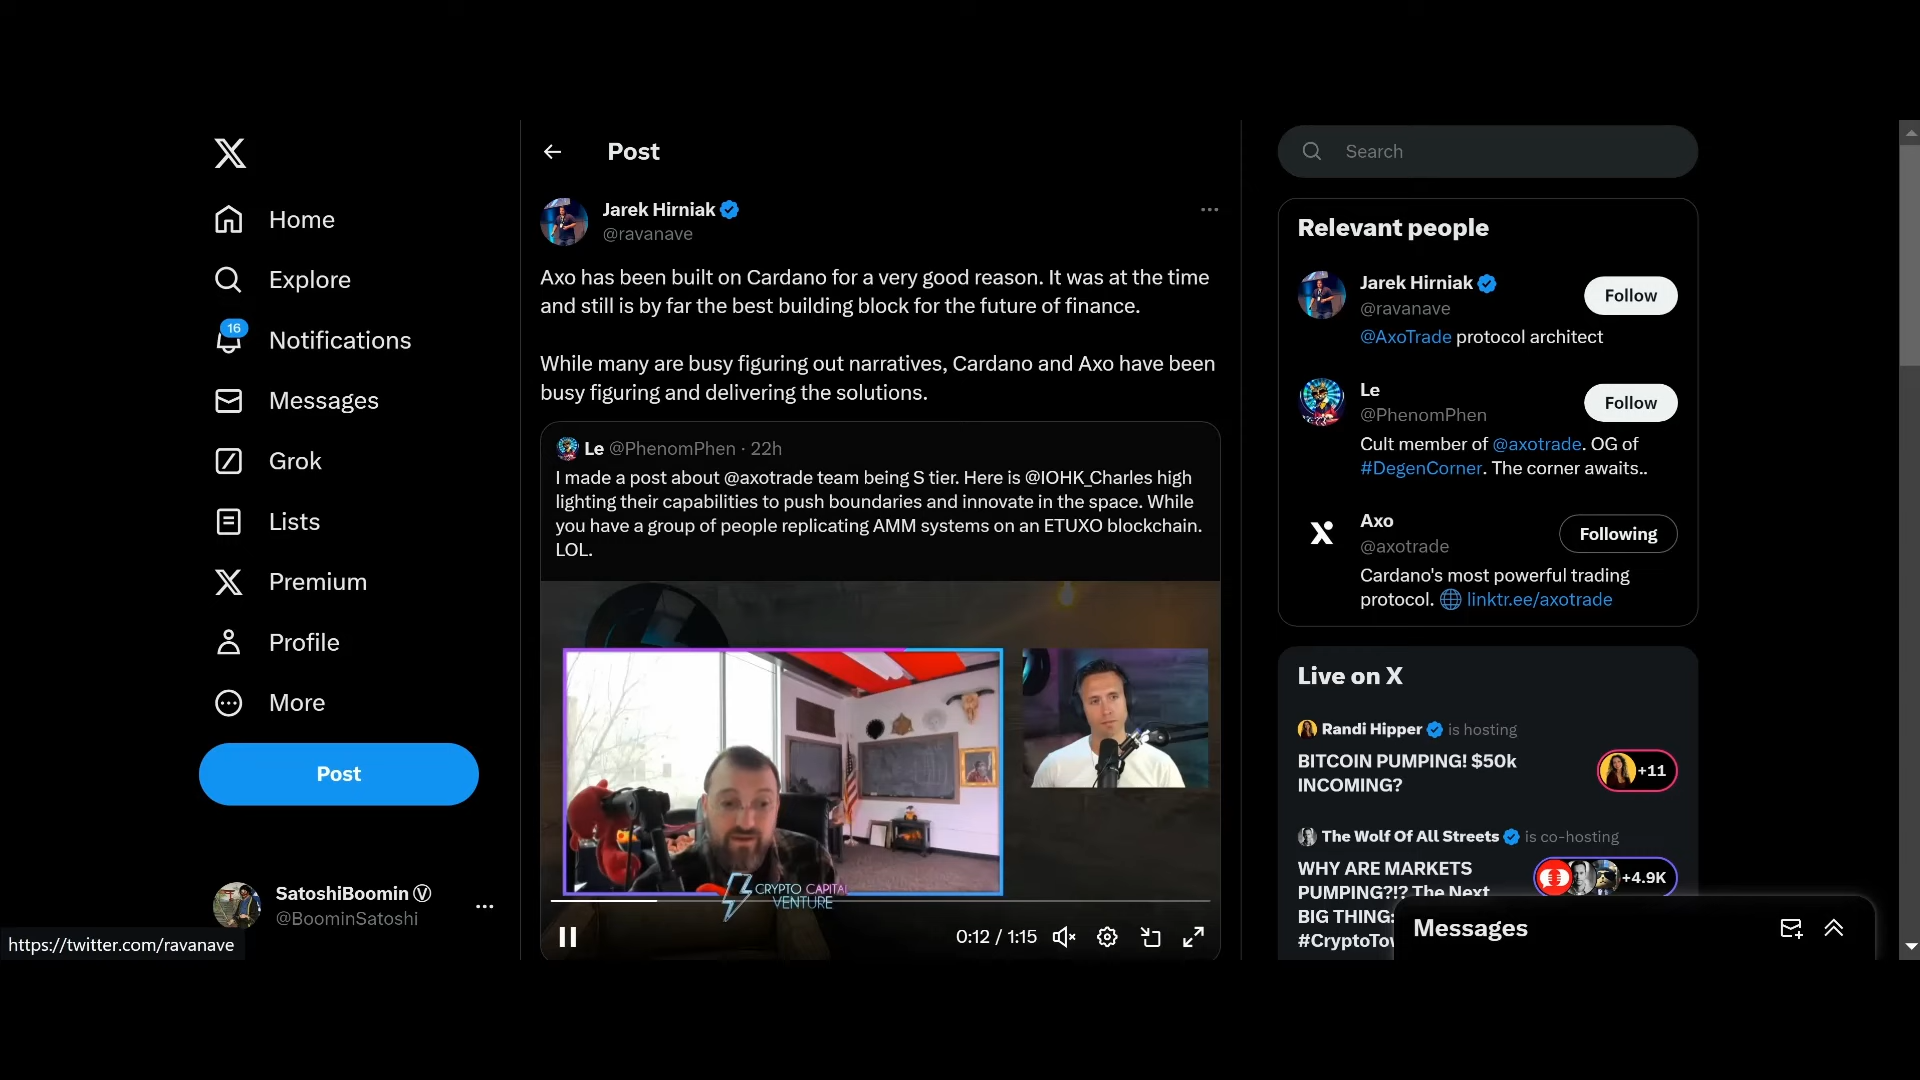 Home
Explore
16
Notifications
Messages
Grok
Lists
Premium
Profile
More
Post
SatoshiBoomin Ⓥ
@BoominSatoshi
https://twitter.com/ravanave
Post
Jarek Hirniak
@ravanave
Axo has been built on Cardano for a very good reason. It was at the time
and still is by far the best building block for the future of finance.
While many are busy figuring out narratives, Cardano and Axo have been
busy figuring and delivering the solutions.
Le @PhenomPhen · 22h
I made a post about @axotrade team being S tier. Here is @IOHK_Charles high
lighting their capabilities to push boundaries and innovate in the space. While
you have a group of people replicating AMM systems on an ETUXO blockchain.
LOL.
CRYPTO CAPITAL
VENTURE
0:12 / 1:15
Search
Relevant people
Jarek Hirniak
@ravanave
Follow
@AxoTrade protocol architect
Le
@PhenomPhen
Follow
Cult member of @axotrade. OG of
#DegenCorner. The corner awaits..
Axo
@axotrade
Following
Cardano's most powerful trading
protocol. 🌐 linktr.ee/axotrade
Live on X
Randi Hipper is hosting
BITCOIN PUMPING! $50k
INCOMING?
+11
The Wolf Of All Streets is co-hosting
WHY ARE MARKETS
PUMPING?!? The Next
BIG THING:
+4.9K
Messages